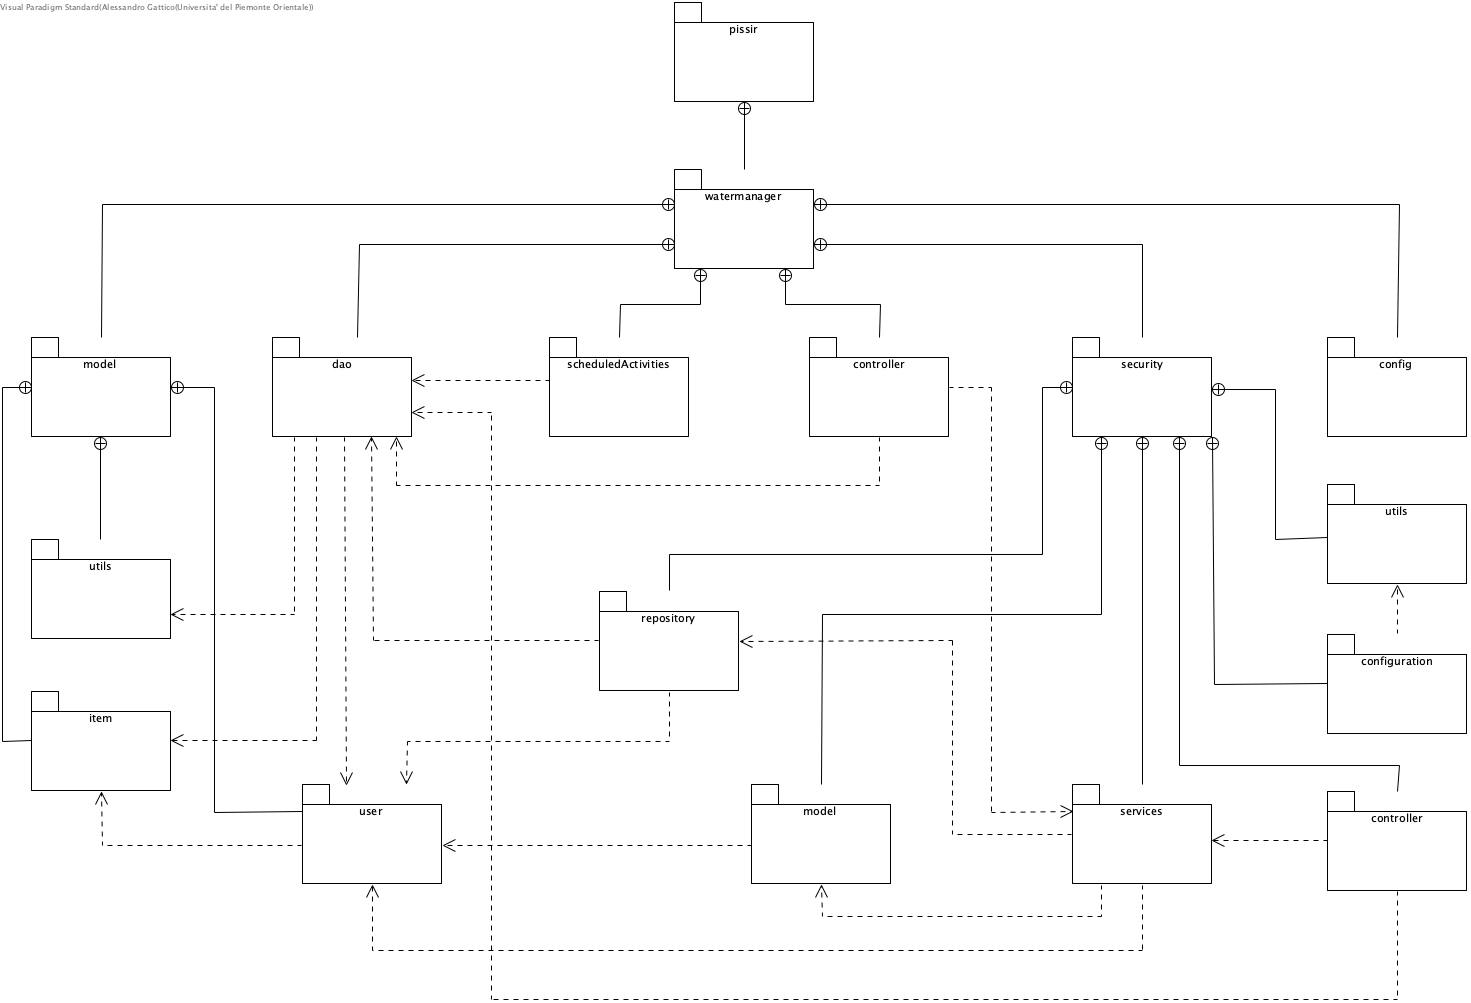 Visual Paradigm Standard(Alessandro Gattico(Universita' del Piemonte Orientale))
pissir
watermanager
model
dao
scheduledActivities
controller
security
config
utils
utils
repository
configuration
item
user
model
services
controller